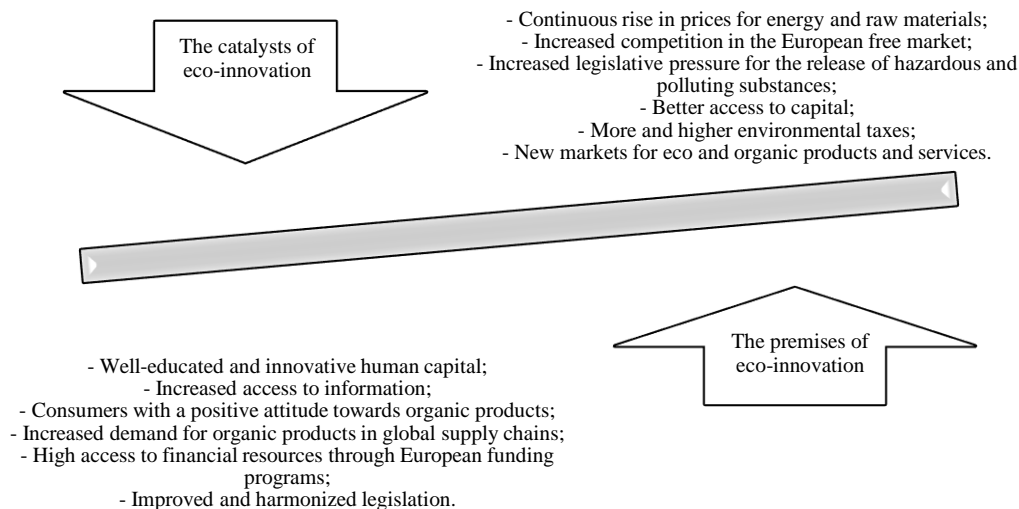 The catalysts of
eco-innovation
- Continuous rise in prices for energy and raw materials;
- Increased competition in the European free market;
- Increased legislative pressure for the release of hazardous and
polluting substances;
- Better access to capital;
- More and higher environmental taxes;
- New markets for eco and organic products and services.
The premises of
eco-innovation
- Well-educated and innovative human capital;
- Increased access to information;
- Consumers with a positive attitude towards organic products;
- Increased demand for organic products in global supply chains;
- High access to financial resources through European funding
programs;
- Improved and harmonized legislation.